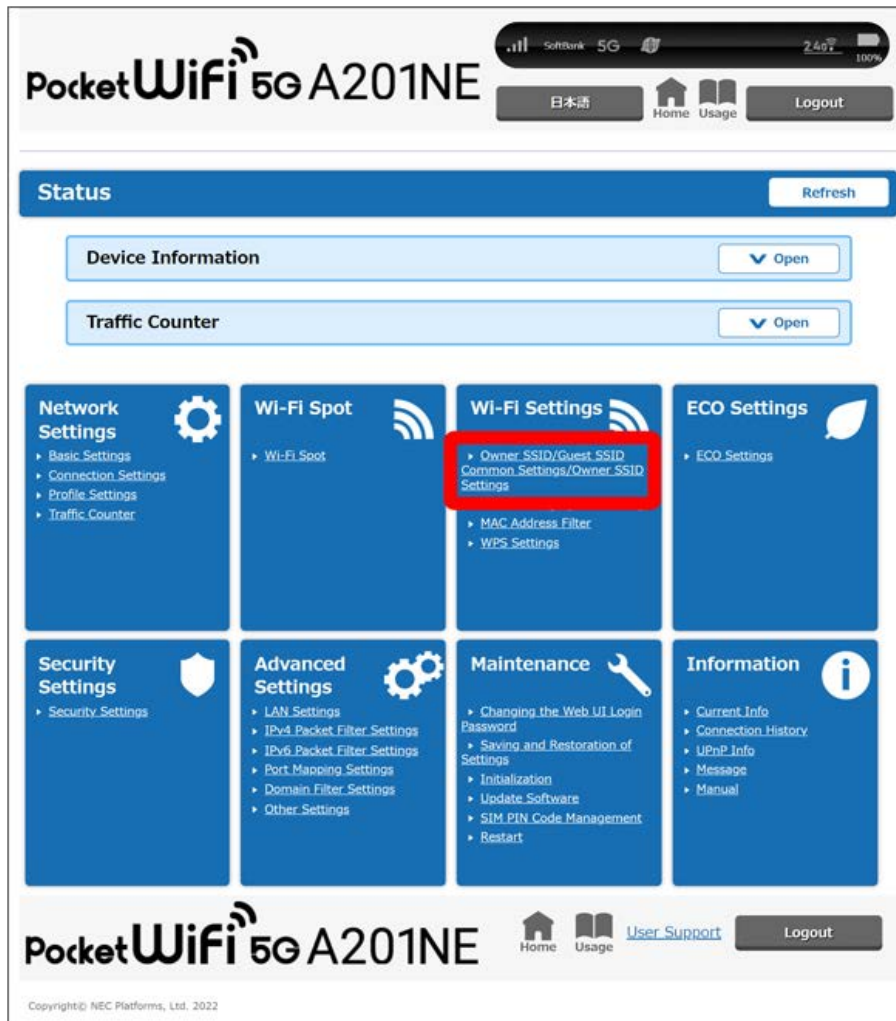 SoftBank 5G 2.4G
100%
Pocket WiFi 5G A201NE
日本語
Home
Usage
Logout
Status
Refresh
Device Information
Open
Traffic Counter
Open
Network
Settings
Basic Settings
Connection Settings
Profile Settings
Traffic Counter
Wi-Fi Spot
Wi-Fi Spot
Wi-Fi Settings
Owner SSID/Guest SSID
Common Settings/Owner SSID
Settings
MAC Address Filter
WPS Settings
ECO Settings
ECO Settings
Security
Settings
Security Settings
Advanced
Settings
LAN Settings
IPv4 Packet Filter Settings
IPv6 Packet Filter Settings
Port Mapping Settings
Domain Filter Settings
Other Settings
Maintenance
Changing the Web UI Login
Password
Saving and Restoration of
Settings
Initialization
Update Software
SIM PIN Code Management
Restart
Information
Current Info
Connection History
UPnP Info
Message
Manual
Pocket WiFi 5G A201NE
Home
Usage
User Support
Logout
Copyright© NEC Platforms, Ltd. 2022